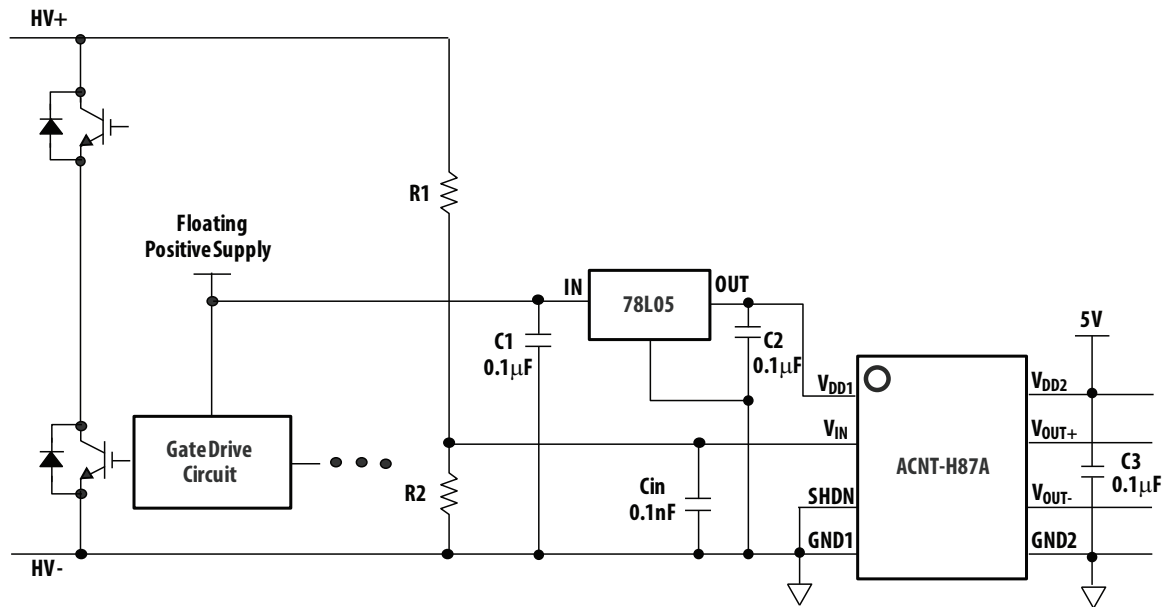 HV+
R1
Floating
Positive Supply
IN
OUT
78L05
C1
0.1μF
C2
0.1μF
5V
VDD1
VDD2
VIN
VOUT+
Gate Drive
Circuit
ACNT-H87A
C3
0.1μF
R2
Cin
0.1nF
SHDN
VOUT-
GND1
GND2
HV-